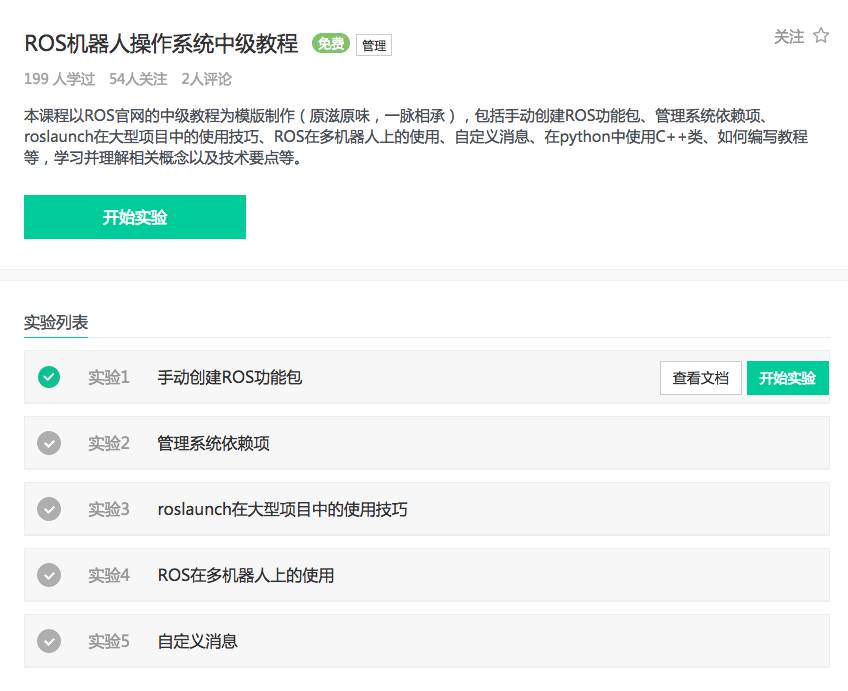 ROS机器人操作系统中级教程 免费 管理 关注
199 人学过 54人关注 2人评论
本课程以ROS官网的中级教程为模版制作（原滋原味，一脉相承），包括手动创建ROS功能包、管理系统依赖项、
roslaunch在大型项目中的使用技巧、ROS在多机器人上的使用、自定义消息、在python中使用C++类、如何编写教程
等，学习并理解相关概念以及技术要点等。
开始实验
实验列表
实验1 手动创建ROS功能包 查看文档 开始实验
实验2 管理系统依赖项
实验3 roslaunch在大型项目中的使用技巧
实验4 ROS在多机器人上的使用
实验5 自定义消息